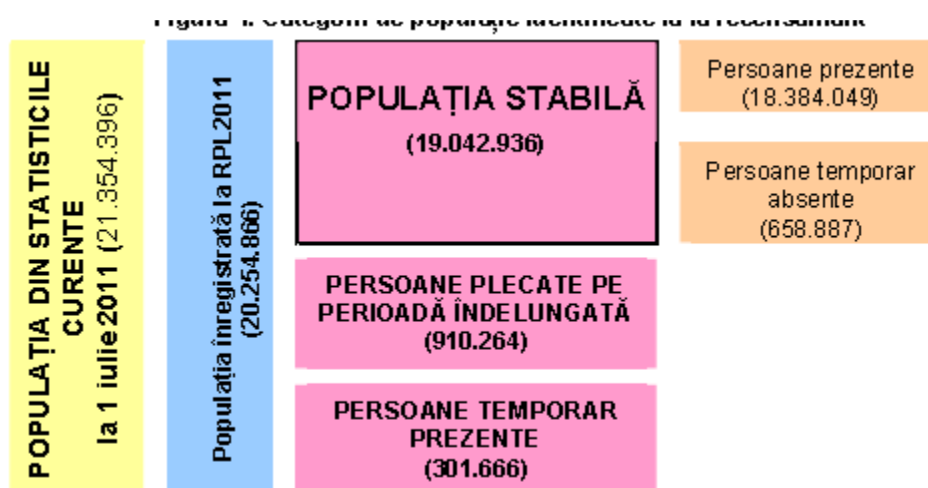 POPULAȚIA DIN STATISTICILE
CURENTE
la 1 iulie 2011 (21.354.396)
Populația înregistrată la RPL2011
(20.254.866)
POPULAȚIA STABILĂ
(19.042.936)
Persoane prezente
(18.384.049)
Persoane temporar
absente
(658.887)
PERSOANE PLECATE PE
PERIOADĂ ÎNDELUNGATĂ
(910.264)
PERSOANE TEMPORAR
PREZENTE
(301.666)